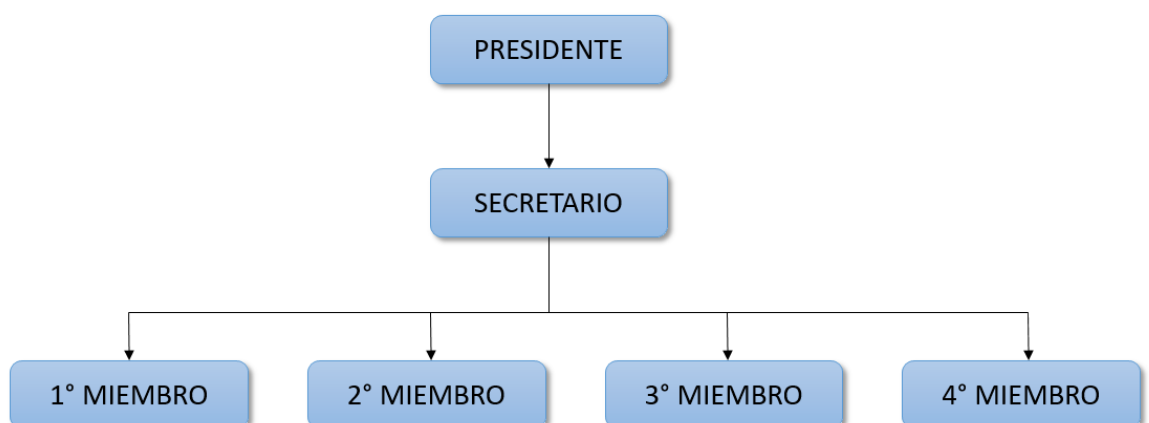 PRESIDENTE
SECRETARIO
1° MIEMBRO
2° MIEMBRO
3° MIEMBRO
4° MIEMBRO